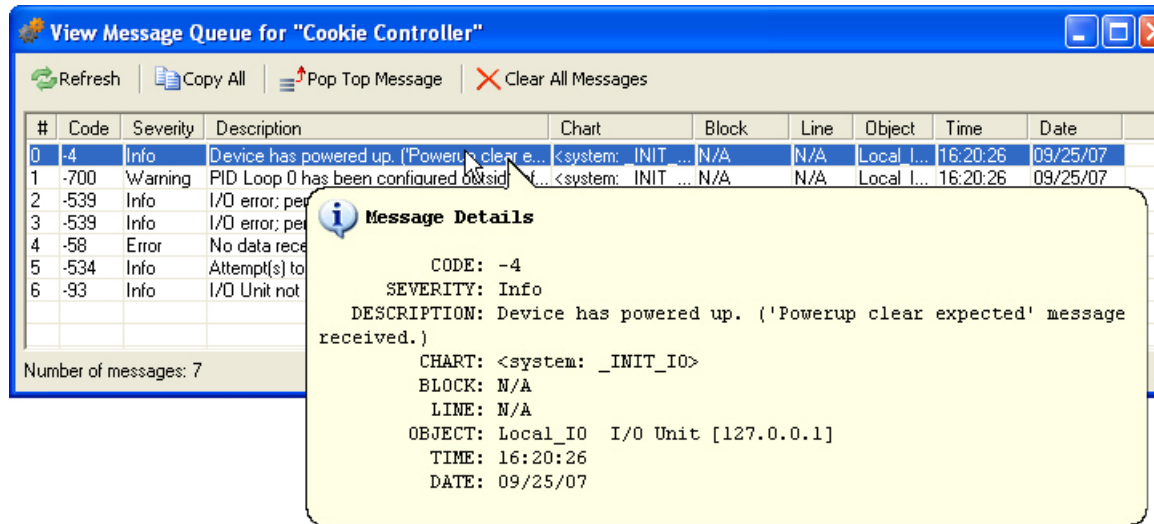 View Message Queue for "Cookie Controller"
Refresh Copy All Pop Top Message Clear All Messages
# Code Severity Description Chart Block Line Object Time Date
0 -4 Info Device has powered up. ('Powerup clear e... <system: _INIT_... N/A N/A Local_I... 16:20:26 09/25/07
1 -700 Warning PID Loop 0 has been configured outside of... <system: _INIT_... N/A N/A Local_I... 16:20:26 09/25/07
2 -539 Info I/O error; per
3 -539 Info I/O error; per
4 -58 Error No data rece
5 -534 Info Attempt(s) to
6 -93 Info I/O Unit not
Number of messages: 7
Message Details
CODE: -4
SEVERITY: Info
DESCRIPTION: Device has powered up. ('Powerup clear expected' message
received.)
CHART: <system: _INIT_IO>
BLOCK: N/A
LINE: N/A
OBJECT: Local_IO I/O Unit [127.0.0.1]
TIME: 16:20:26
DATE: 09/25/07